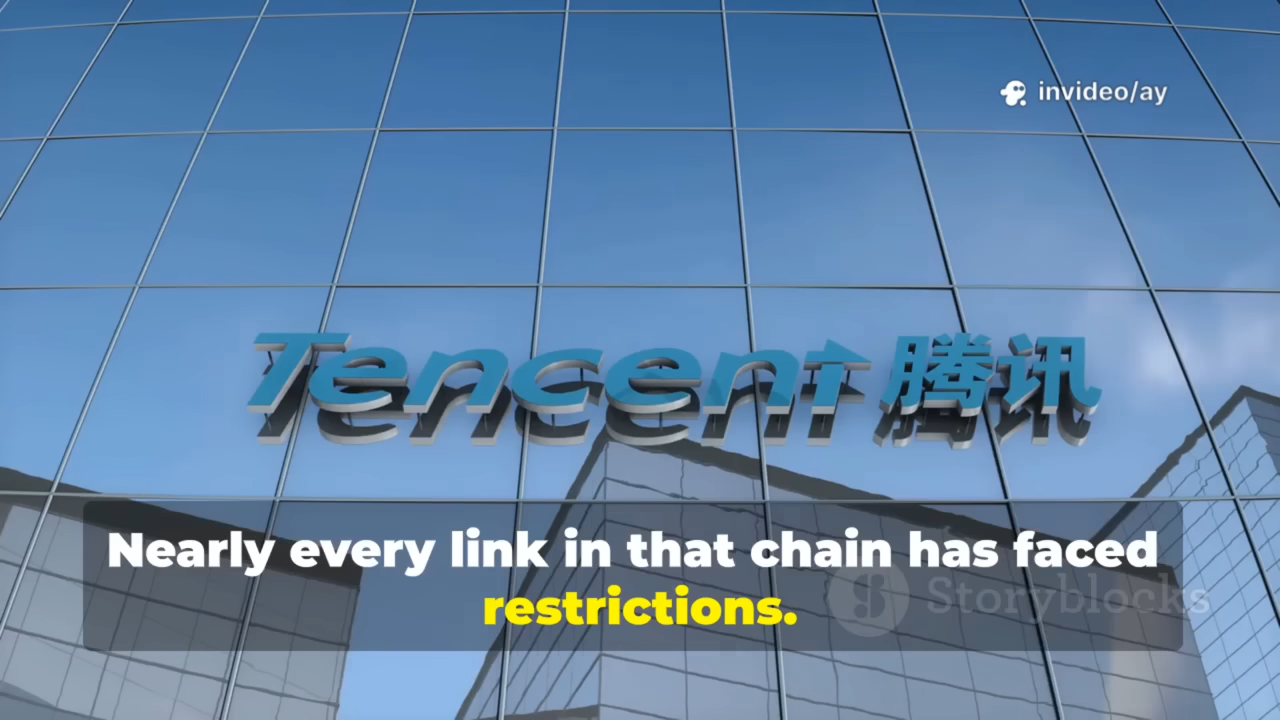 invideo/ay
Tencent 腾讯
Nearly every link in that chain has faced
restrictions.
Storyblocks